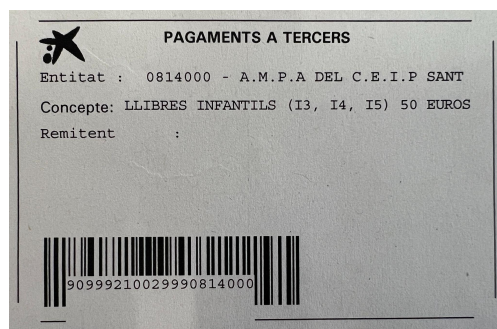 PAGAMENTS A TERCERS
Entitat : 0814000 - A.M.P.A DEL C.E.I.P SANT
Concepte: LLIBRES INFANTILS (I3, I4, I5) 50 EUROS
Remitent :
90999210029990814000